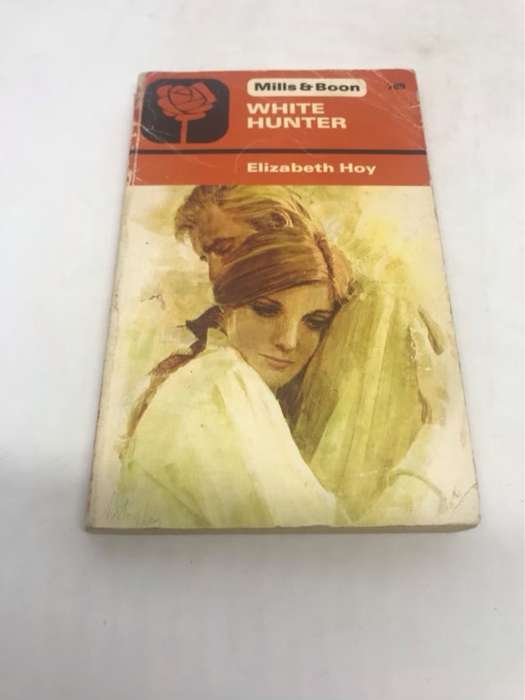 Mills & Boon
WHITE
HUNTER
Elizabeth Hoy